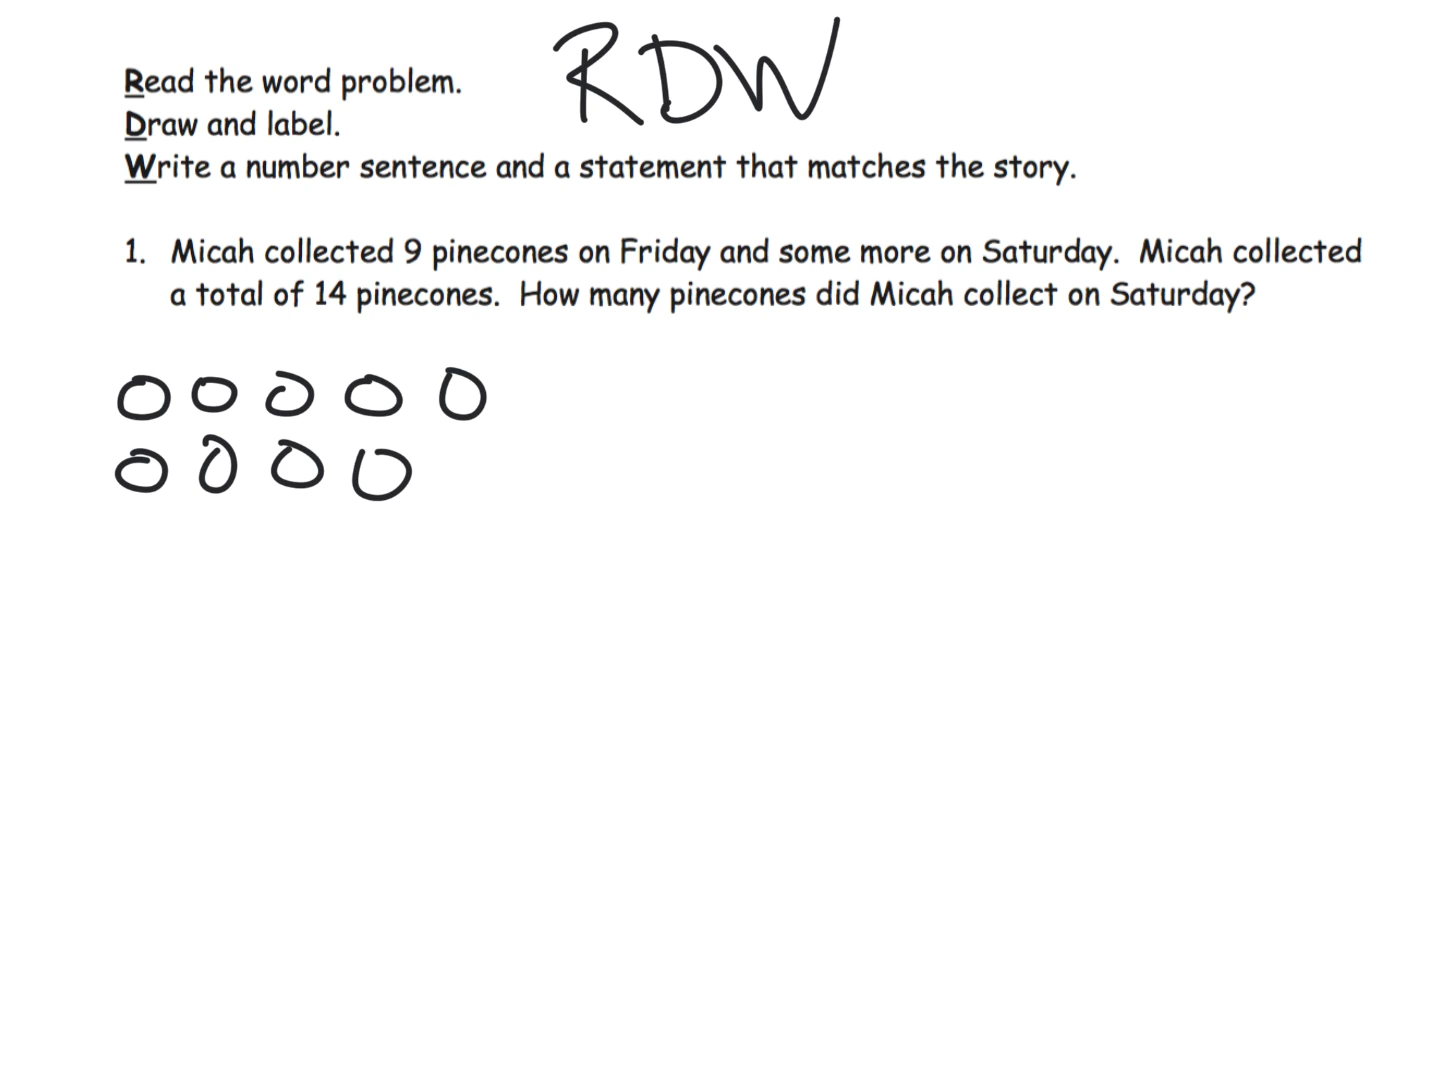 RDW
Read the word problem.
Draw and label.
Write a number sentence and a statement that matches the story.
1. Micah collected 9 pinecones on Friday and some more on Saturday. Micah collected
a total of 14 pinecones. How many pinecones did Micah collect on Saturday?